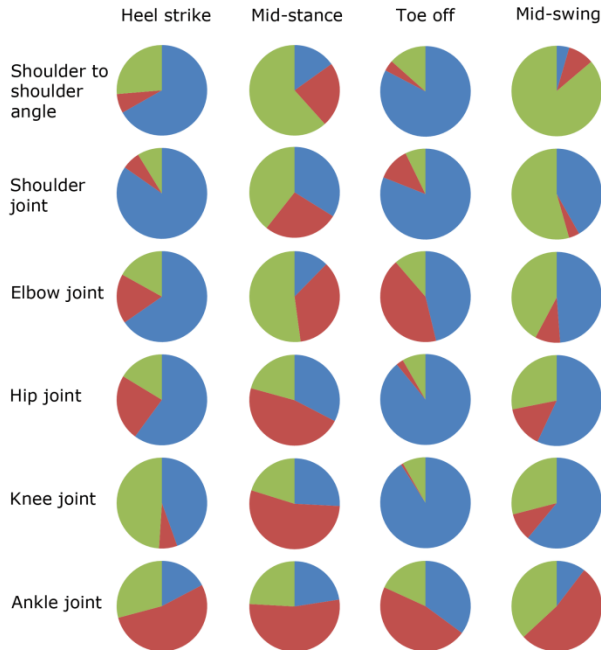 Heel strike Mid-stance Toe off Mid-swing
Shoulder to
shoulder
angle
Shoulder
joint
Elbow joint
Hip joint
Knee joint
Ankle joint